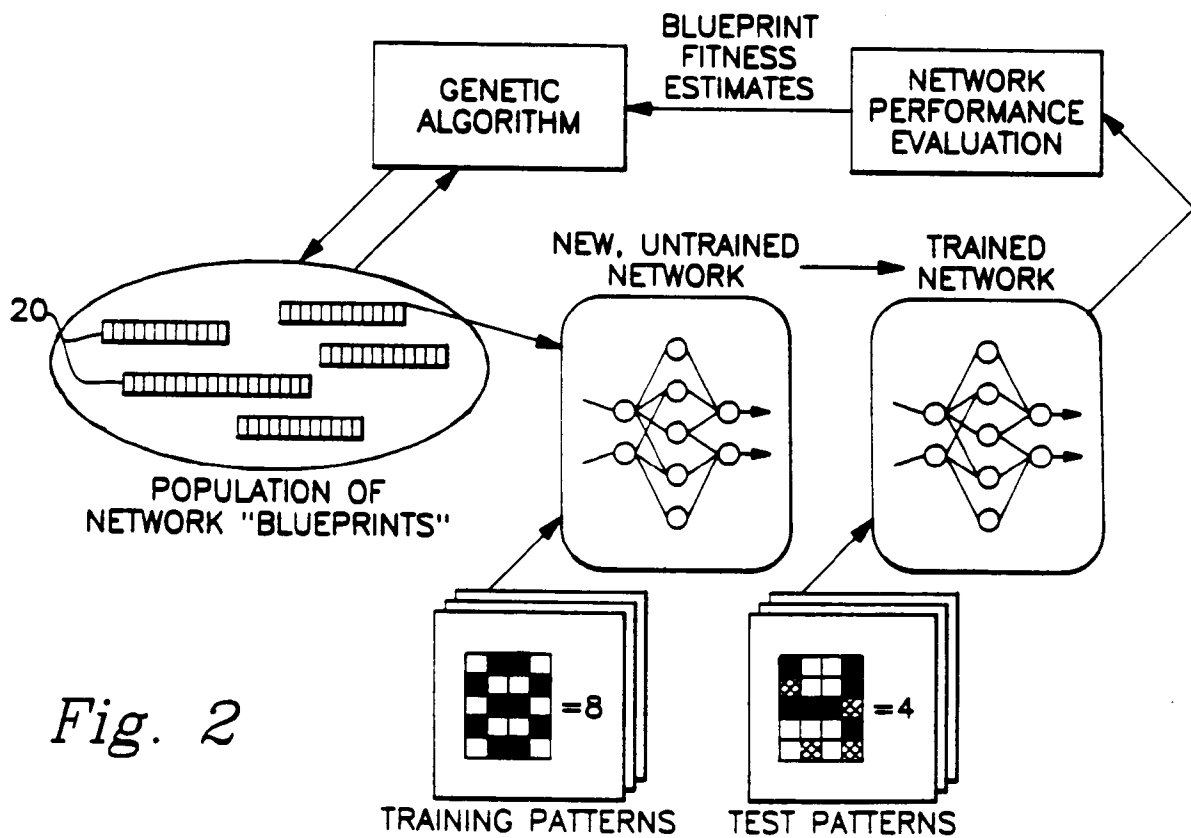 BLUEPRINT
FITNESS
ESTIMATES
GENETIC
ALGORITHM
NETWORK
PERFORMANCE
EVALUATION
NEW, UNTRAINED
NETWORK
TRAINED
NETWORK
20
POPULATION OF
NETWORK "BLUEPRINTS"
=8
=4
Fig. 2
TRAINING PATTERNS
TEST PATTERNS